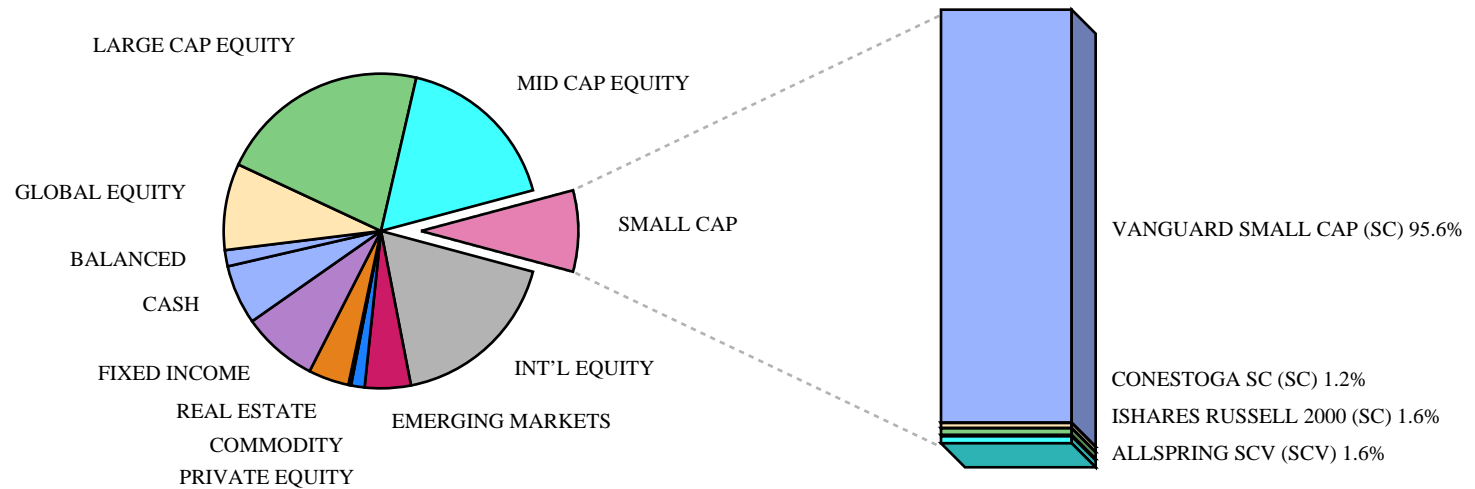 LARGE CAP EQUITY
MID CAP EQUITY
GLOBAL EQUITY
SMALL CAP
VANGUARD SMALL CAP (SC) 95.6%
BALANCED
CASH
FIXED INCOME
INT’L EQUITY
CONESTOGA SC (SC) 1.2%
REAL ESTATE
EMERGING MARKETS
ISHARES RUSSELL 2000 (SC) 1.6%
COMMODITY
ALLSPRING SCV (SCV) 1.6%
PRIVATE EQUITY